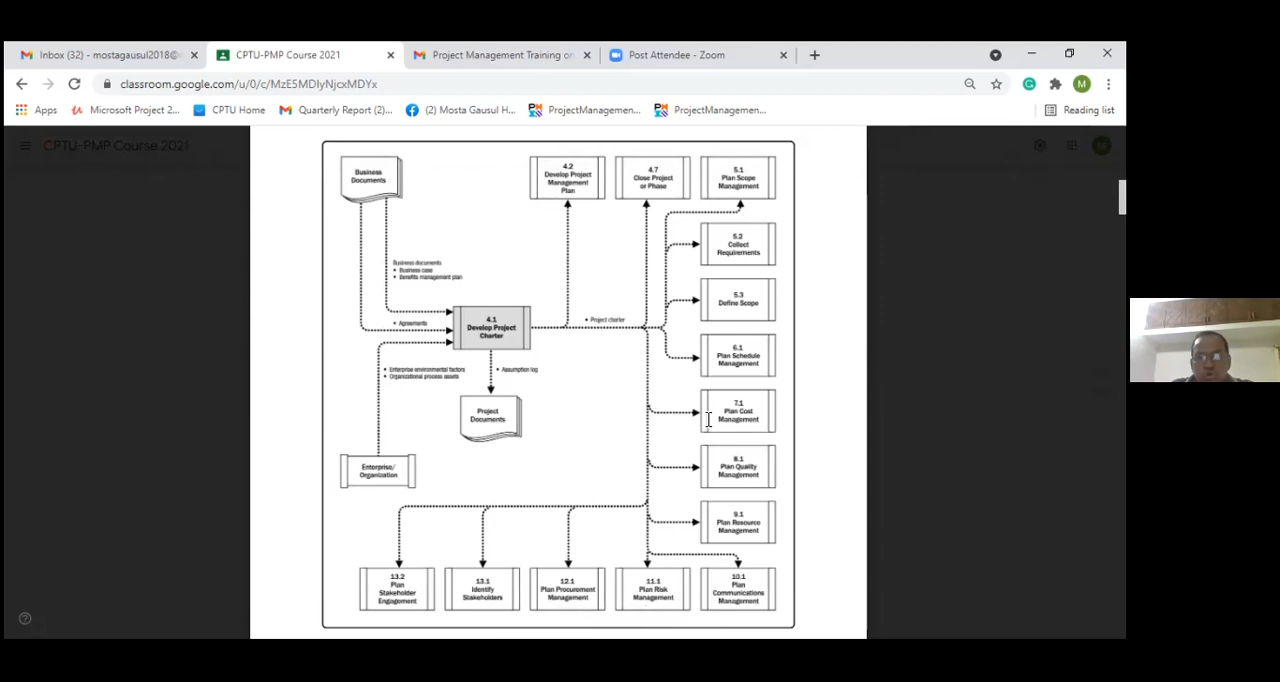 Inbox (32) - mostagausul2018@
CPTU-PMP Course 2021
Project Management Training on
Post Attendee - Zoom
classroom.google.com/u/0/c/MzE5MDIyNjcxMDYx
Apps
Microsoft Project 2...
CPTU Home
Quarterly Report (2)...
(2) Mosta Gausul H...
ProjectManagemen...
ProjectManagemen...
Reading list
CPTU-PMP Course 2021
Business
Documents
4.2
Develop Project
Management
Plan
4.7
Close Project
or Phase
5.1
Plan Scope
Management
5.2
Collect
Requirements
Business documents
• Business case
• Benefits management plan
5.3
Define Scope
4.1
Develop Project
Charter
• Agreements
• Project charter
6.1
Plan Schedule
Management
• Enterprise environmental factors
• Organizational process assets
• Assumption log
Project
Documents
7.1
Plan Cost
Management
Enterprise/
Organization
8.1
Plan Quality
Management
9.1
Plan Resource
Management
13.2
Plan
Stakeholder
Engagement
13.1
Identify
Stakeholders
12.1
Plan Procurement
Management
11.1
Plan Risk
Management
10.1
Plan
Communications
Management